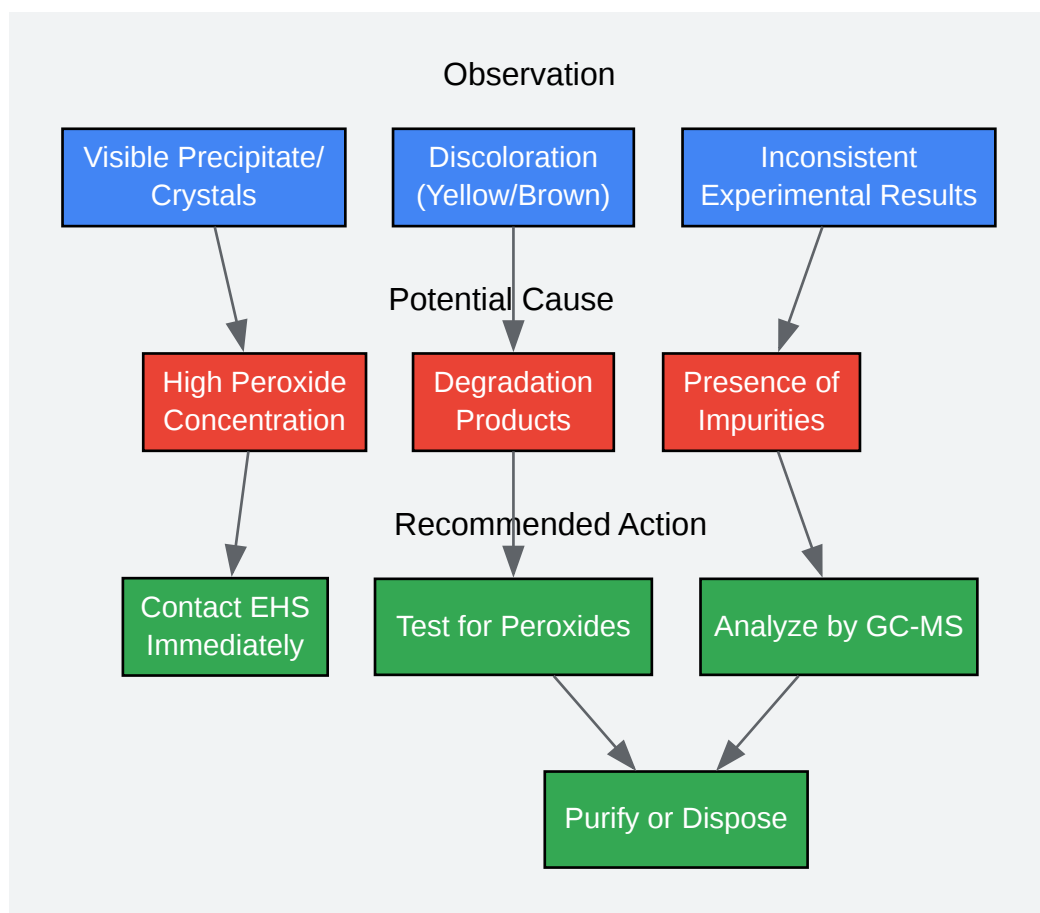 Observation
Visible Precipitate/
Crystals
Discoloration
(Yellow/Brown)
Inconsistent
Experimental Results
Potential Cause
High Peroxide
Concentration
Degradation
Products
Presence of
Impurities
Recommended Action
Contact EHS
Immediately
Test for Peroxides
Analyze by GC-MS
Purify or Dispose